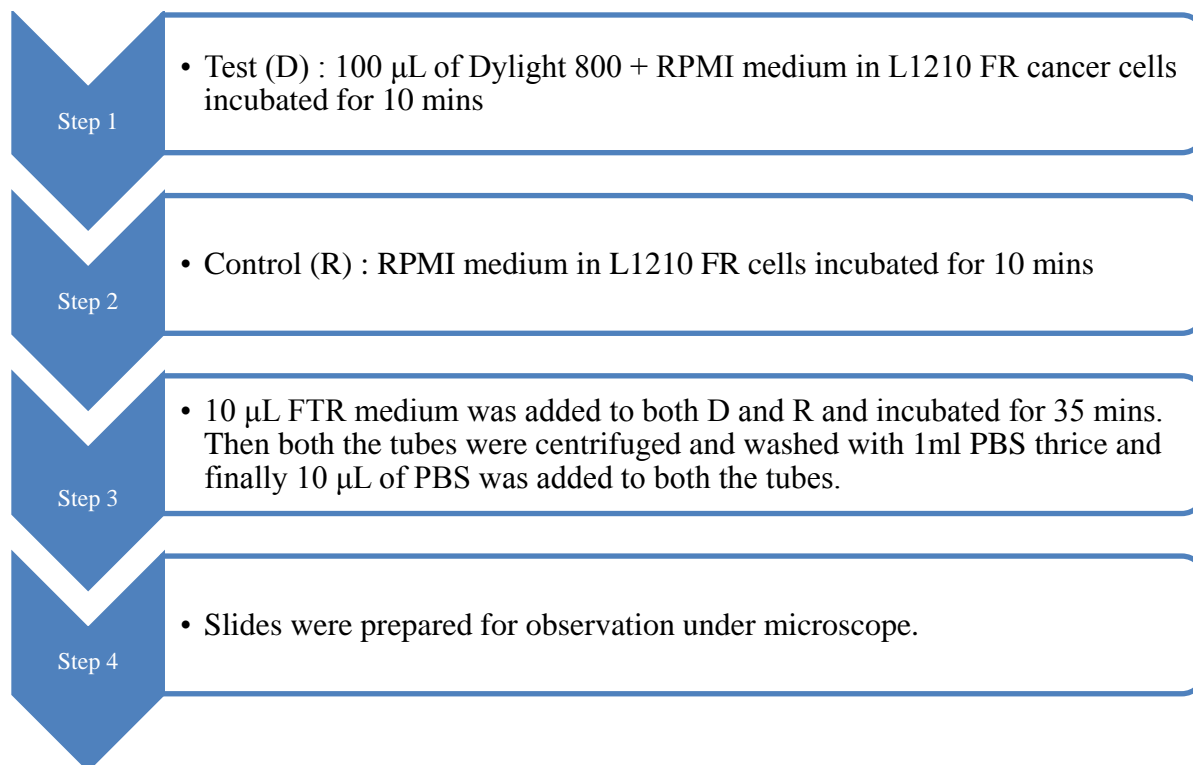 Step 1
• Test (D) : 100 μL of Dylight 800 + RPMI medium in L1210 FR cancer cells
incubated for 10 mins
Step 2
• Control (R) : RPMI medium in L1210 FR cells incubated for 10 mins
Step 3
• 10 μL FTR medium was added to both D and R and incubated for 35 mins.
Then both the tubes were centrifuged and washed with 1ml PBS thrice and
finally 10 μL of PBS was added to both the tubes.
Step 4
• Slides were prepared for observation under microscope.